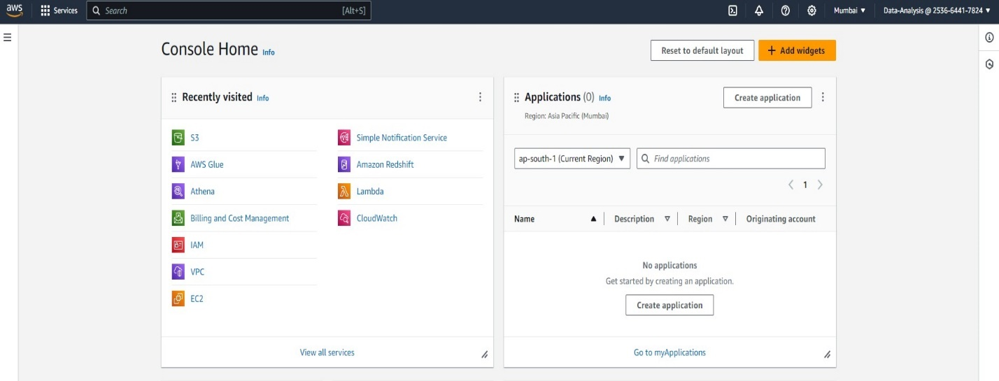 aws
Services
Search
[Alt+S]
Mumbai
Data-Analysis @ 2536-6441-7824
Console Home Info
Reset to default layout
+ Add widgets
Recently visited Info
S3
AWS Glue
Athena
Billing and Cost Management
IAM
VPC
EC2
Simple Notification Service
Amazon Redshift
Lambda
CloudWatch
View all services
Applications (0) Info
Create application
Region: Asia Pacific (Mumbai)
ap-south-1 (Current Region)
Find applications
1
Name
Description
Region
Originating account
No applications
Get started by creating an application.
Create application
Go to myApplications